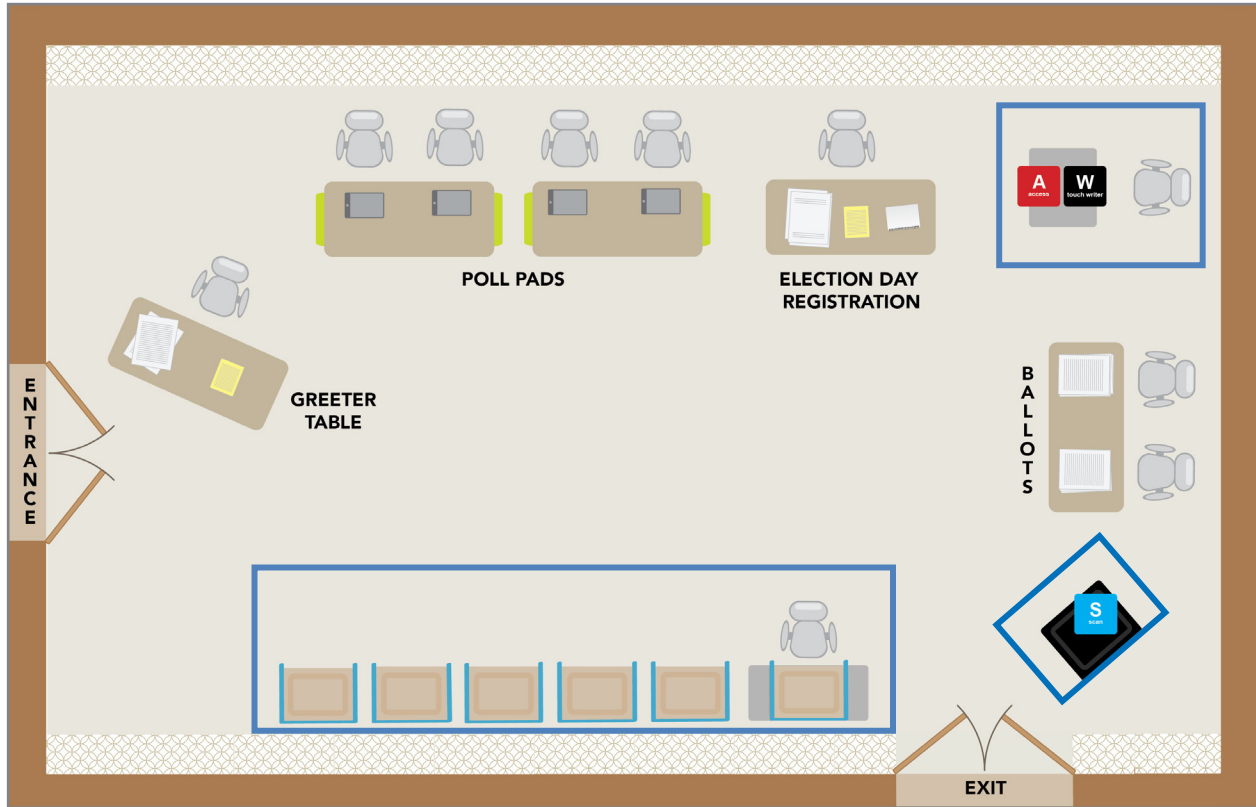 A
access
W
touch writer
POLL PADS
ELECTION DAY
REGISTRATION
GREETER
TABLE
ENTRANCE
BALLOTS
S
scan
EXIT